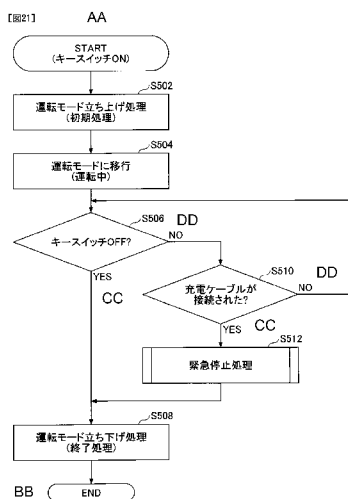 [図21]
AA
START
(キースイッチON)
S502
運転モード立ち上げ処理
(初期処理)
S504
運転モードに移行
(運転中)
S506
キースイッチOFF?
DD
NO
YES
CC
S510
充電ケーブルが
接続された?
DD
NO
YES
CC
S512
緊急停止処理
S508
運転モード立ち下げ処理
(終了処理)
BB
END